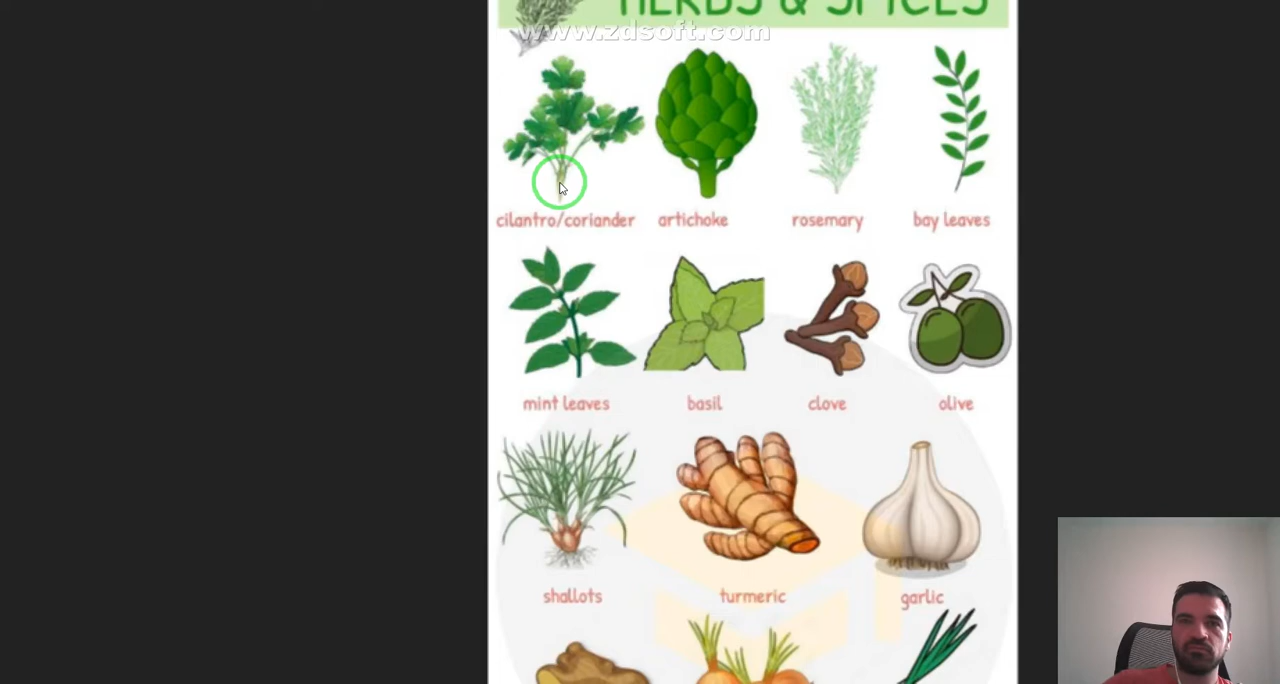 HERBS & SPICES
www.zdsoft.com
cilantro/coriander artichoke rosemary bay leaves
mint leaves basil clove olive
shallots turmeric garlic